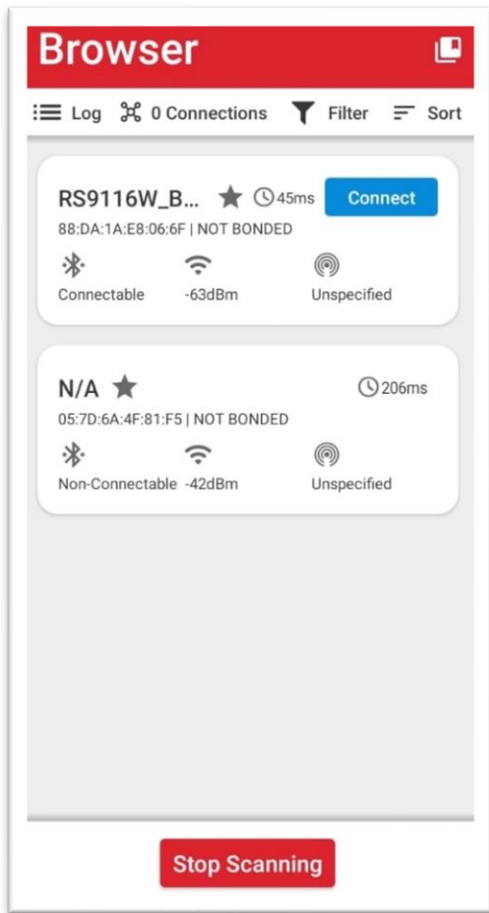 Browser
Log 0 Connections Filter Sort
RS9116W_B... 45ms Connect
88:DA:1A:E8:06:6F | NOT BONDED
Connectable -63dBm Unspecified
N/A 206ms
05:7D:6A:4F:81:F5 | NOT BONDED
Non-Connectable -42dBm Unspecified
Stop Scanning